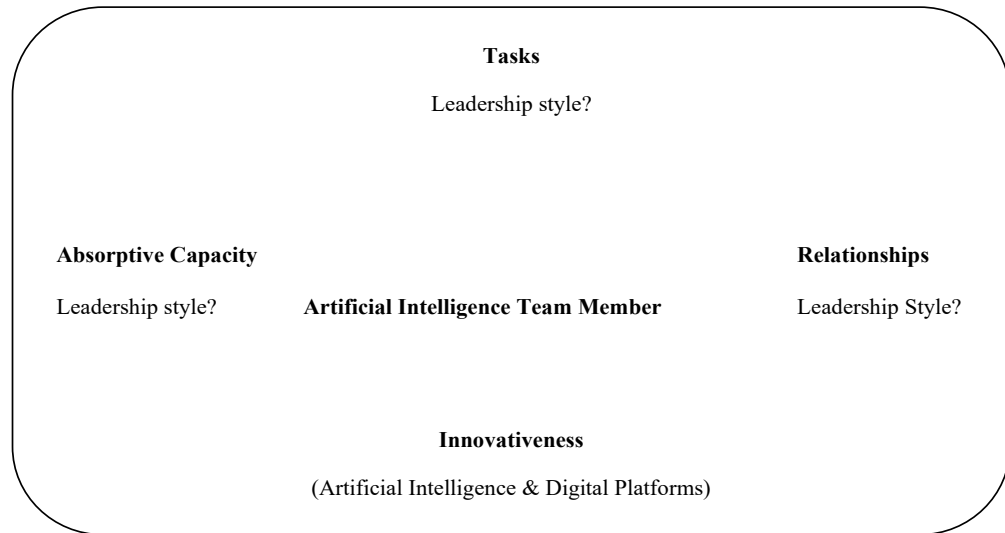 Tasks
Leadership style?
Absorptive Capacity
Relationships
Leadership style?
Artificial Intelligence Team Member
Leadership Style?
Innovativeness
(Artificial Intelligence & Digital Platforms)